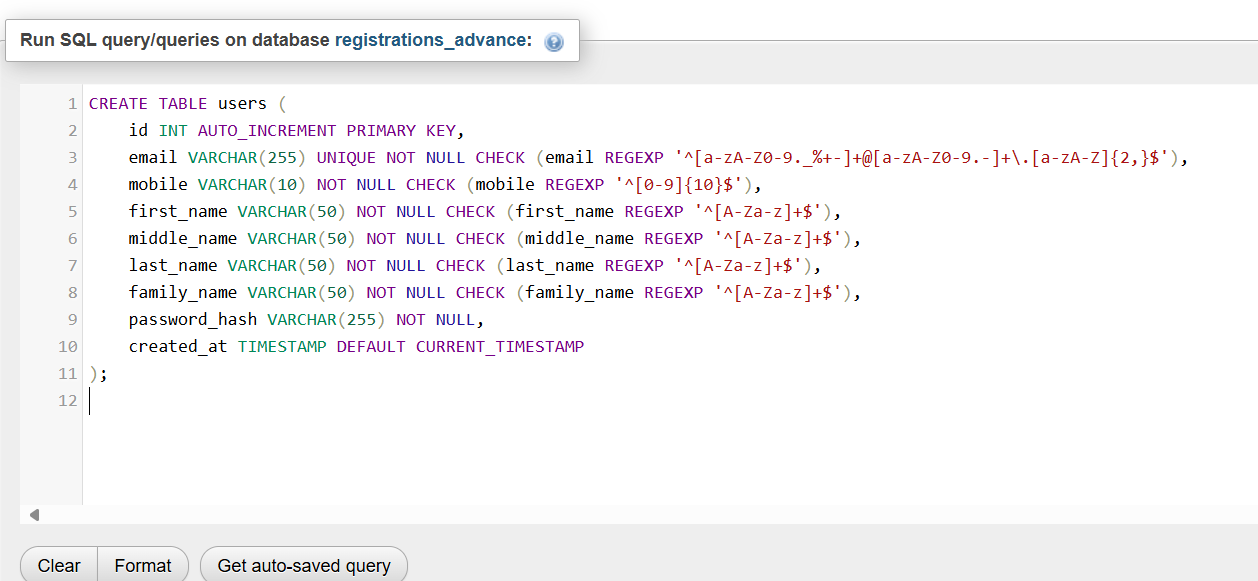 Run SQL query/queries on database registrations_advance:
1 CREATE TABLE users (
2 id INT AUTO_INCREMENT PRIMARY KEY,
3 email VARCHAR(255) UNIQUE NOT NULL CHECK (email REGEXP '^[a-zA-Z0-9._%+-]+@[a-zA-Z0-9.-]+\.[a-zA-Z]{2,}$'),
4 mobile VARCHAR(10) NOT NULL CHECK (mobile REGEXP '^[0-9]{10}$'),
5 first_name VARCHAR(50) NOT NULL CHECK (first_name REGEXP '^[A-Za-z]+$'),
6 middle_name VARCHAR(50) NOT NULL CHECK (middle_name REGEXP '^[A-Za-z]+$'),
7 last_name VARCHAR(50) NOT NULL CHECK (last_name REGEXP '^[A-Za-z]+$'),
8 family_name VARCHAR(50) NOT NULL CHECK (family_name REGEXP '^[A-Za-z]+$'),
9 password_hash VARCHAR(255) NOT NULL,
10 created_at TIMESTAMP DEFAULT CURRENT_TIMESTAMP
11 );
12
Clear Format Get auto-saved query